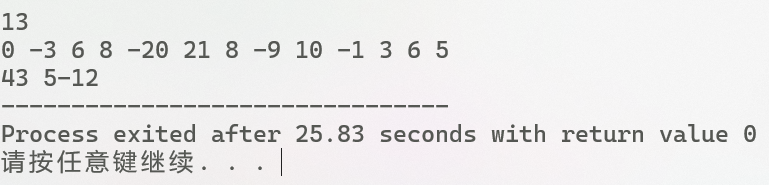 13
0 -3 6 8 -20 21 8 -9 10 -1 3 6 5
43 5-12
--------------------------------
Process exited after 25.83 seconds with return value 0
请按任意键继续. . .